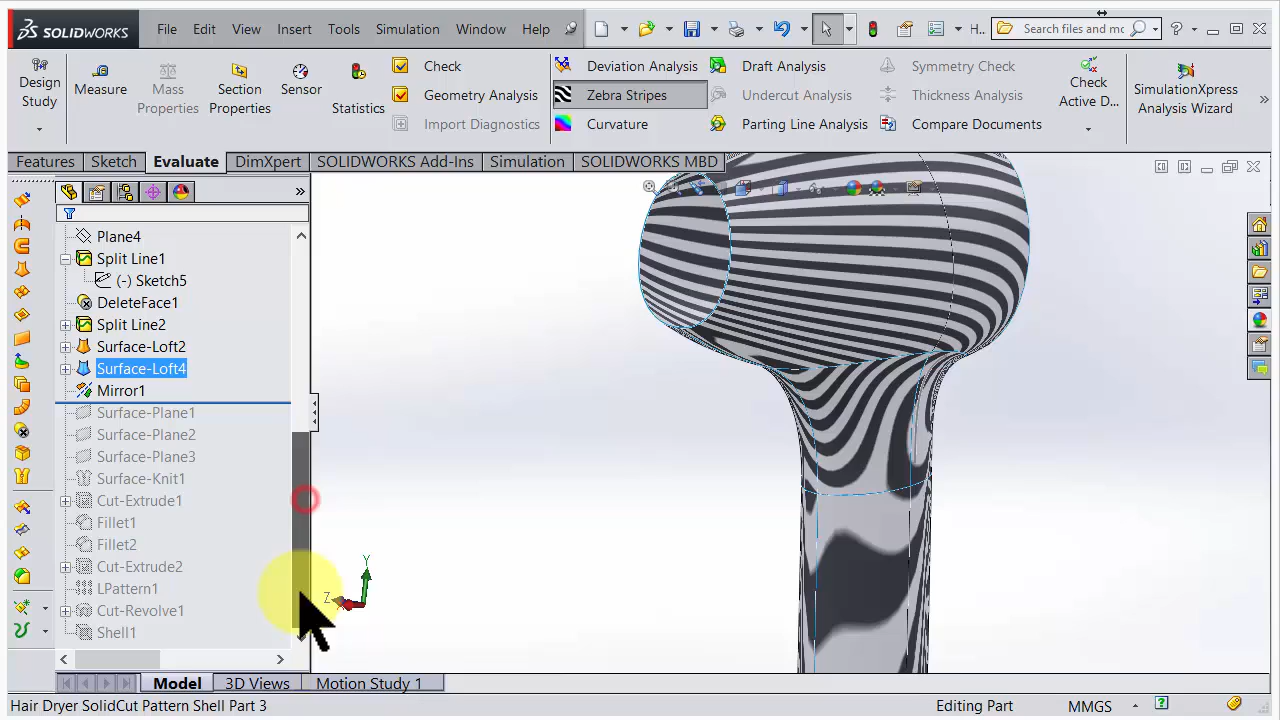 SOLIDWORKS
File Edit View Insert Tools Simulation Window Help
H..
Search files and mc
Design Study
Measure
Mass Properties
Section Properties
Sensor
Statistics
Check
Geometry Analysis
Import Diagnostics
Deviation Analysis
Zebra Stripes
Curvature
Draft Analysis
Undercut Analysis
Parting Line Analysis
Symmetry Check
Thickness Analysis
Compare Documents
Check Active D...
SimulationXpress Analysis Wizard
Features Sketch Evaluate DimXpert SOLIDWORKS Add-Ins Simulation SOLIDWORKS MBD
Plane4
Split Line1
(-) Sketch5
DeleteFace1
Split Line2
Surface-Loft2
Surface-Loft4
Mirror1
Surface-Plane1
Surface-Plane2
Surface-Plane3
Surface-Knit1
Cut-Extrude1
Fillet1
Fillet2
Cut-Extrude2
LPattern1
Cut-Revolve1
Shell1
Y
Z
Model 3D Views Motion Study 1
Hair Dryer SolidCut Pattern Shell Part 3 Editing Part MMGS